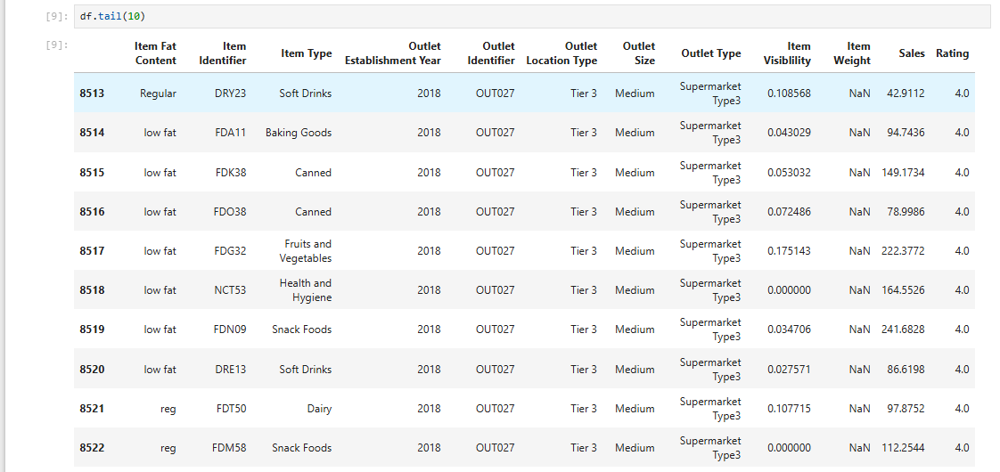 [9]: df.tail(10)
[9]:
Item Fat Content Item Identifier Item Type Outlet Establishment Year Outlet Identifier Outlet Location Type Outlet Size Outlet Type Item Visiblility Item Weight Sales Rating
8513 Regular DRY23 Soft Drinks 2018 OUT027 Tier 3 Medium Supermarket Type3 0.108568 NaN 42.9112 4.0
8514 low fat FDA11 Baking Goods 2018 OUT027 Tier 3 Medium Supermarket Type3 0.043029 NaN 94.7436 4.0
8515 low fat FDK38 Canned 2018 OUT027 Tier 3 Medium Supermarket Type3 0.053032 NaN 149.1734 4.0
8516 low fat FDO38 Canned 2018 OUT027 Tier 3 Medium Supermarket Type3 0.072486 NaN 78.9986 4.0
8517 low fat FDG32 Fruits and Vegetables 2018 OUT027 Tier 3 Medium Supermarket Type3 0.175143 NaN 222.3772 4.0
8518 low fat NCT53 Health and Hygiene 2018 OUT027 Tier 3 Medium Supermarket Type3 0.000000 NaN 164.5526 4.0
8519 low fat FDN09 Snack Foods 2018 OUT027 Tier 3 Medium Supermarket Type3 0.034706 NaN 241.6828 4.0
8520 low fat DRE13 Soft Drinks 2018 OUT027 Tier 3 Medium Supermarket Type3 0.027571 NaN 86.6198 4.0
8521 reg FDT50 Dairy 2018 OUT027 Tier 3 Medium Supermarket Type3 0.107715 NaN 97.8752 4.0
8522 reg FDM58 Snack Foods 2018 OUT027 Tier 3 Medium Supermarket Type3 0.000000 NaN 112.2544 4.0